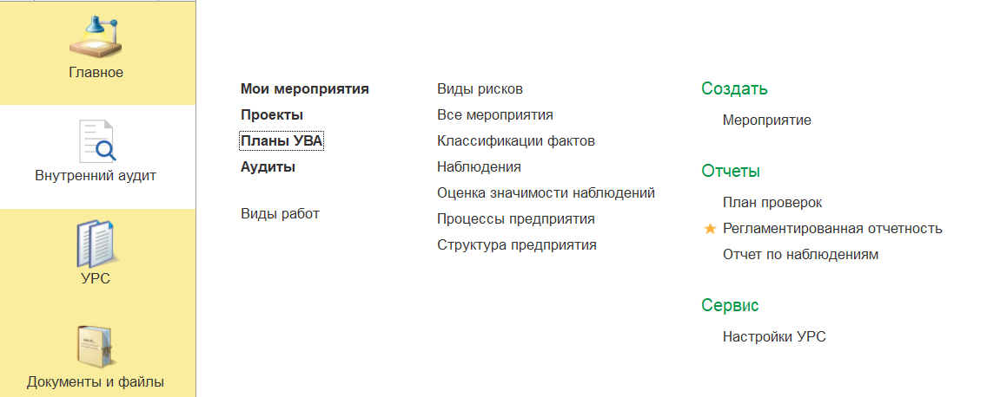 Главное
Внутренний аудит
УРС
Документы и файлы
Мои мероприятия
Проекты
Планы УВА
Аудиты
Виды работ
Виды рисков
Все мероприятия
Классификации фактов
Наблюдения
Оценка значимости наблюдений
Процессы предприятия
Структура предприятия
Создать
Мероприятие
Отчеты
План проверок
Регламентированная отчетность
Отчет по наблюдениям
Сервис
Настройки УРС